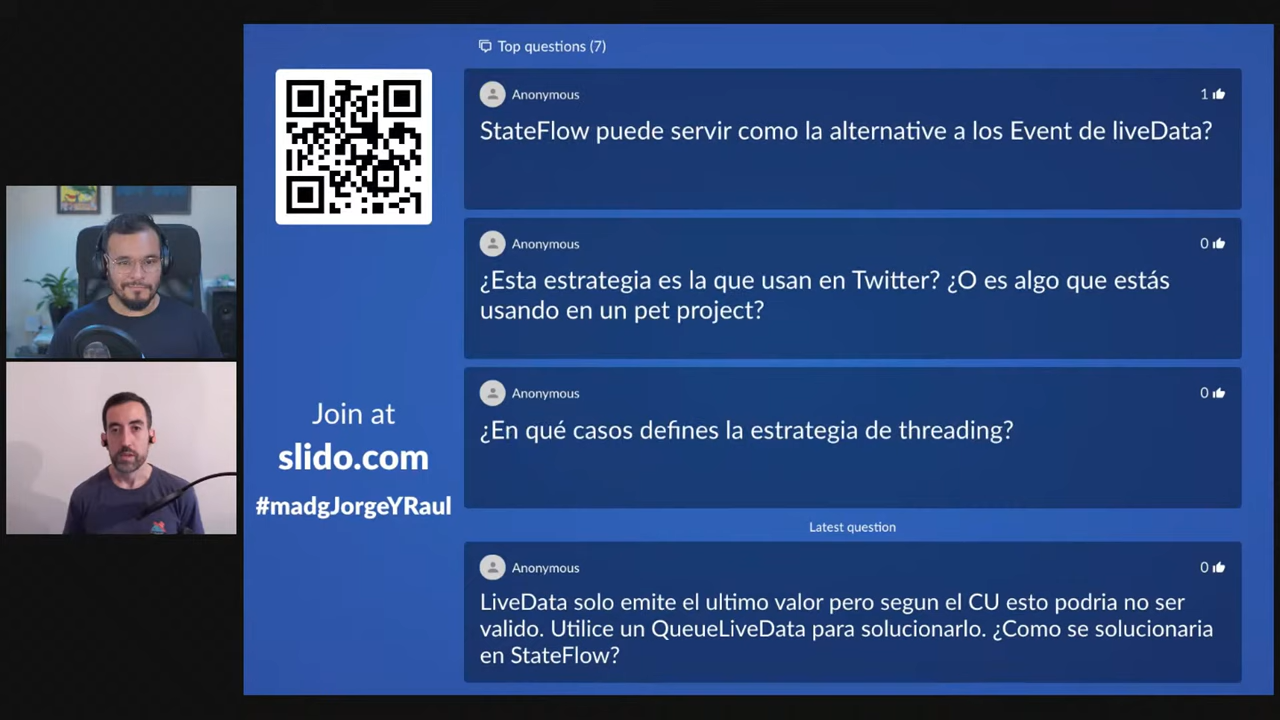 Top questions (7)
Anonymous
1
StateFlow puede servir como la alternative a los Event de liveData?
Anonymous
0
¿Esta estrategia es la que usan en Twitter? ¿O es algo que estás
usando en un pet project?
Anonymous
0
¿En qué casos defines la estrategia de threading?
Latest question
Anonymous
0
LiveData solo emite el ultimo valor pero segun el CU esto podria no ser
valido. Utilice un QueueLiveData para solucionarlo. ¿Como se solucionaria
en StateFlow?
Join at
slido.com
#madgJorgeYRaul